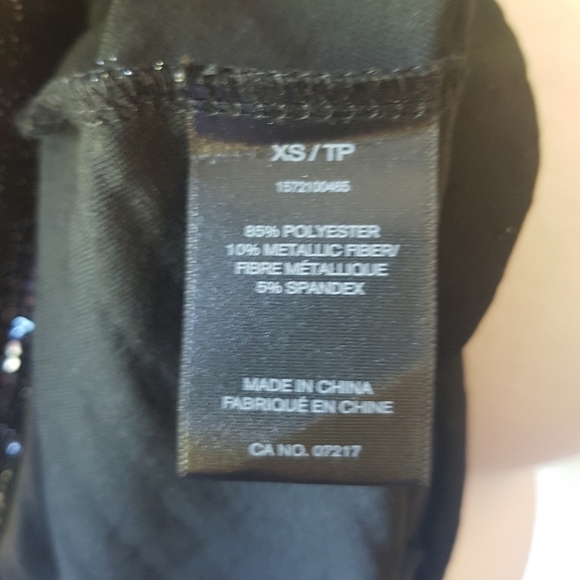 XS/TP
1572100465
85% POLYESTER
10% METALLIC FIBER/
FIBRE MÉTALLIQUE
5% SPANDEX
MADE IN CHINA
FABRIQUÉ EN CHINE
CA NO. 07217